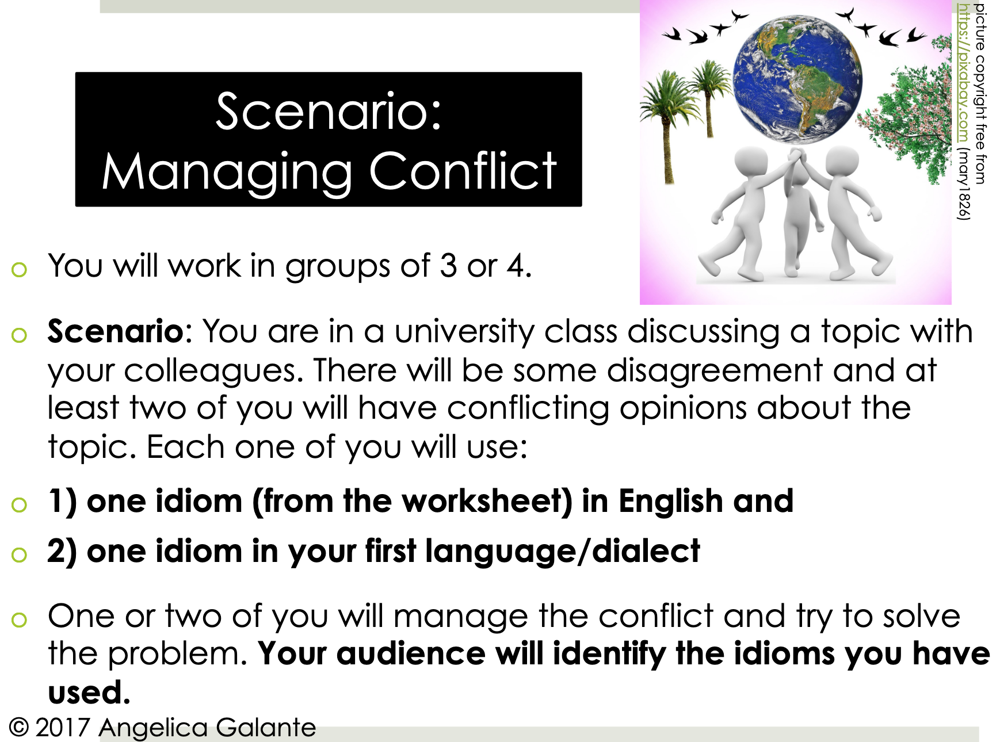 Scenario:
Managing Conflict
picture copyright free from
https://pixabay.com (mary1826)
o You will work in groups of 3 or 4.
o Scenario: You are in a university class discussing a topic with
your colleagues. There will be some disagreement and at
least two of you will have conflicting opinions about the
topic. Each one of you will use:
o 1) one idiom (from the worksheet) in English and
o 2) one idiom in your first language/dialect
o One or two of you will manage the conflict and try to solve
the problem. Your audience will identify the idioms you have
used.
© 2017 Angelica Galante